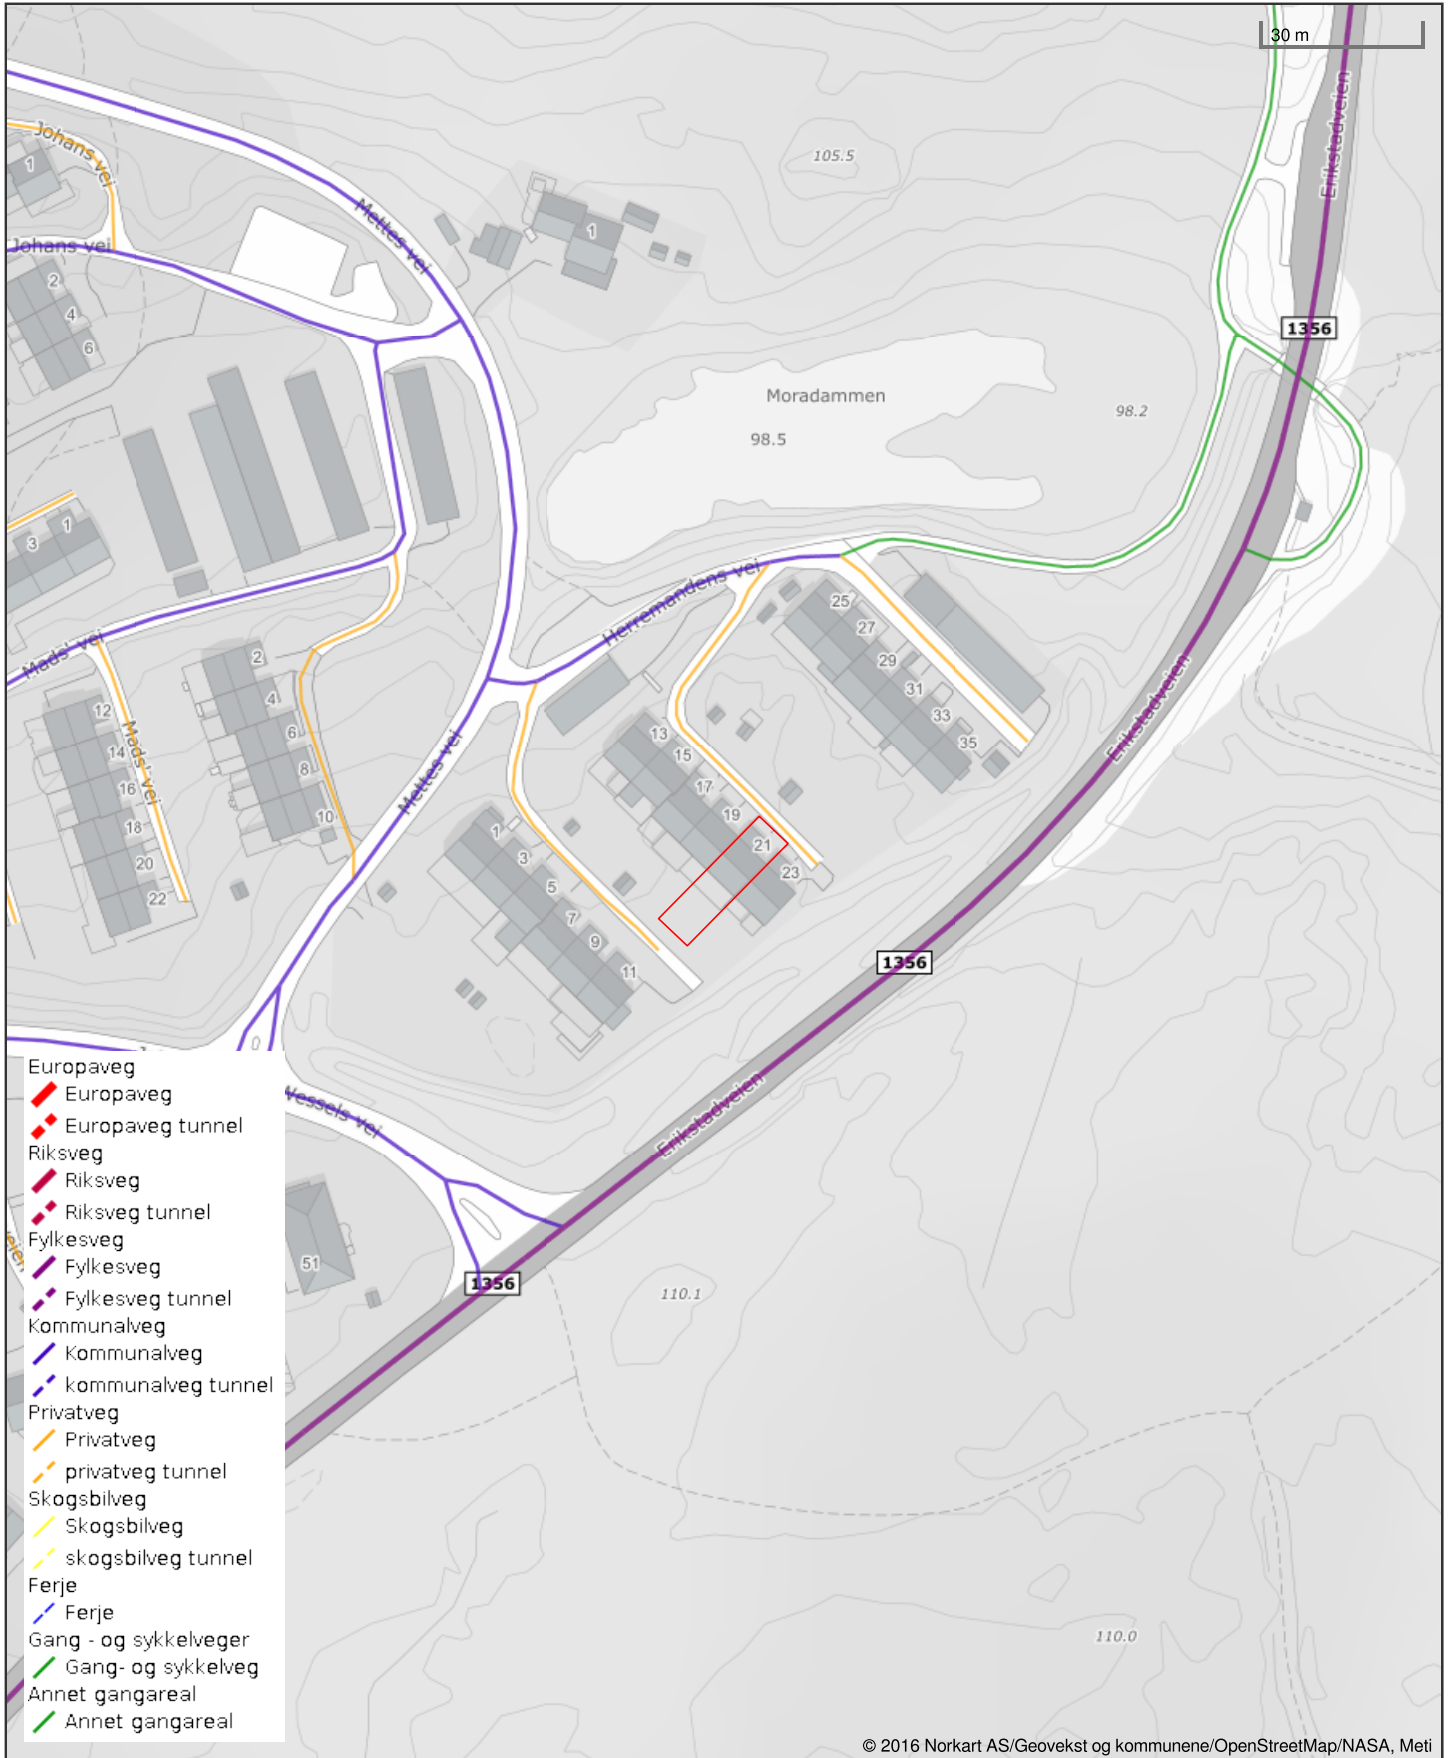 30 m
Erikstadveien
Johans vei
1
105.5
Mettes vei
1
Johans vei
2
4
6
1356
Moradammen
98.2
98.5
1
3
Herremandens vei
25
27
29
31
33
35
Mads' vei
2
4
6
8
10
12
14
16
18
20
22
Mads' vei
Mettes vei
13
15
17
19
21
23
1
3
5
7
9
11
Erikstadveien
1356
Erikstadveien
Wessels vei
51
1356
110.1
110.0
Europaveg
Europaveg
Europaveg tunnel
Riksveg
Riksveg
Riksveg tunnel
Fylkesveg
Fylkesveg
Fylkesveg tunnel
Kommunalveg
Kommunalveg
kommunalveg tunnel
Privatveg
Privatveg
privatveg tunnel
Skogsbilveg
Skogsbilveg
skogsbilveg tunnel
Ferje
Ferje
Gang - og sykkelveger
Gang- og sykkelveg
Annet gangareal
Annet gangareal
© 2016 Norkart AS/Geovekst og kommunene/OpenStreetMap/NASA, Meti